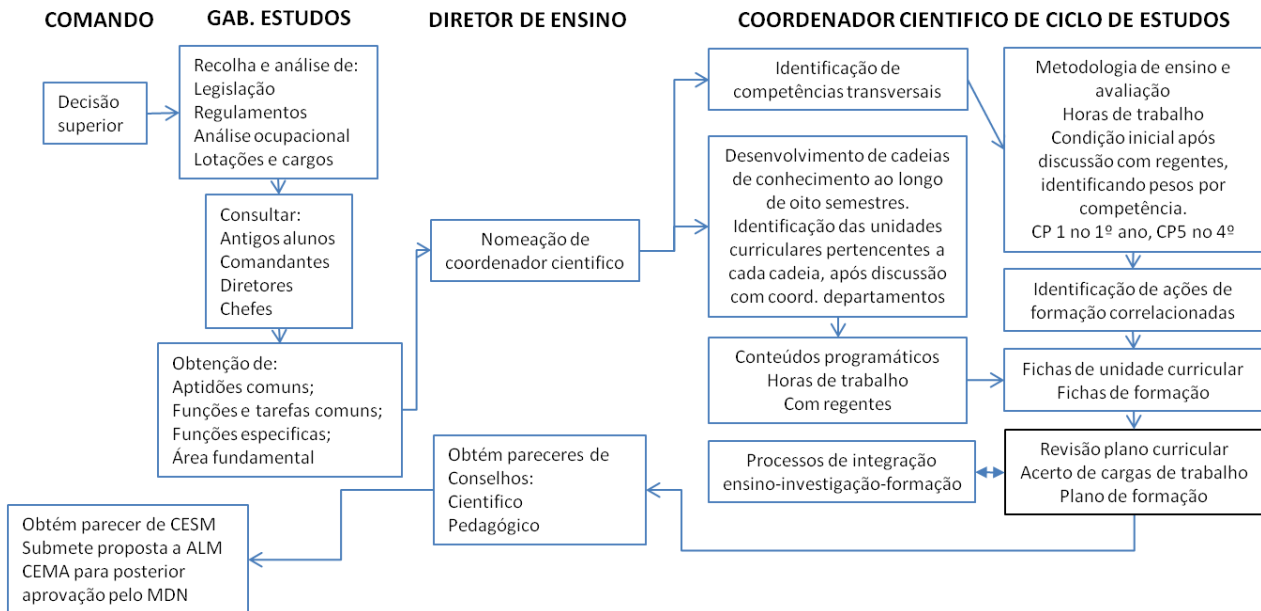 COMANDO
GAB. ESTUDOS
DIRETOR DE ENSINO
COORDENADOR CIENTIFICO DE CICLO DE ESTUDOS
Decisão
superior
Recolha e análise de:
Legislação
Regulamentos
Análise ocupacional
Lotações e cargos
Consultar:
Antigos alunos
Comandantes
Diretores
Chefes
Obtenção de:
Aptidões comuns;
Funções e tarefas comuns;
Funções especificas;
Área fundamental
Nomeação de
coordenador cientifico
Identificação de
competências transversais
Desenvolvimento de cadeias
de conhecimento ao longo
de oito semestres.
Identificação das unidades
curriculares pertencentes a
cada cadeia, após discussão
com coord. departamentos
Conteúdos programáticos
Horas de trabalho
Com regentes
Metodologia de ensino e
avaliação
Horas de trabalho
Condição inicial após
discussão com regentes,
identificando pesos por
competência.
CP 1 no 1º ano, CP5 no 4º
Identificação de ações de
formação correlacionadas
Fichas de unidade curricular
Fichas de formação
Revisão plano curricular
Acerto de cargas de trabalho
Plano de formação
Processos de integração
ensino-investigação-formação
Obtém pareceres de
Conselhos:
Cientifico
Pedagógico
Obtém parecer de CESM
Submete proposta a ALM
CEMA para posterior
aprovação pelo MDN